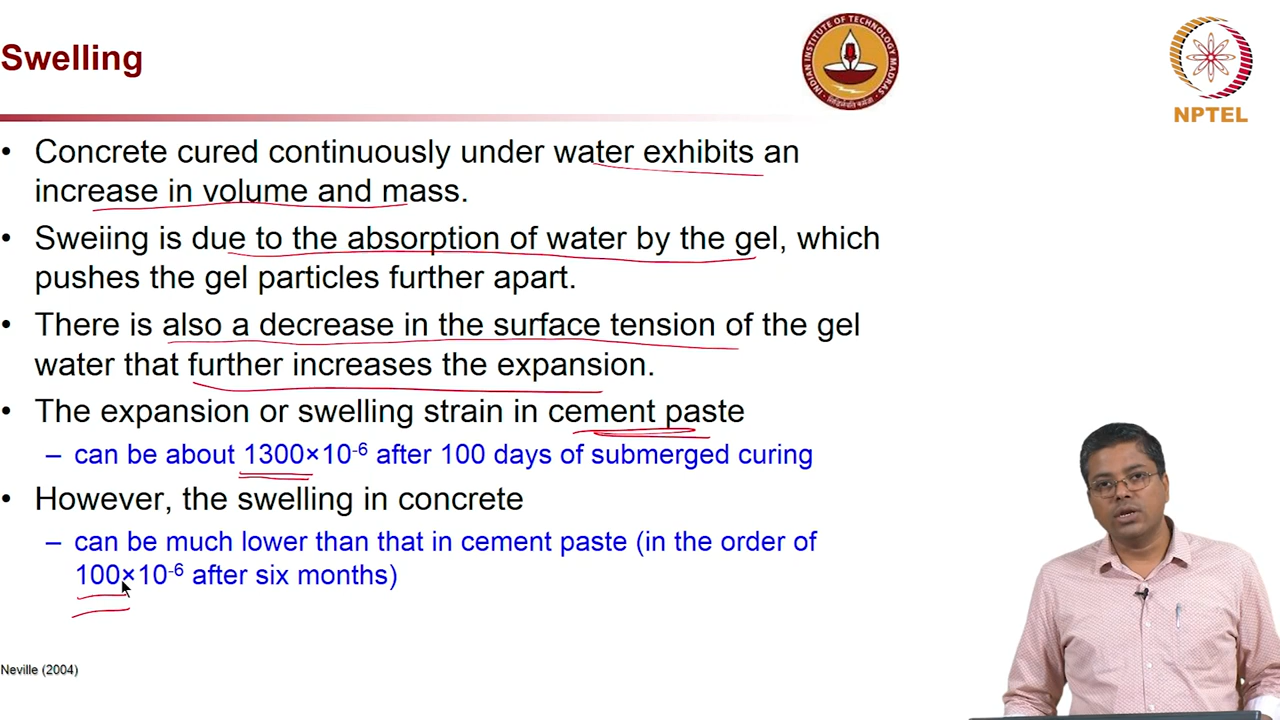 Swelling
INDIAN INSTITUTE OF TECHNOLOGY MADRAS
NPTEL
• Concrete cured continuously under water exhibits an
increase in volume and mass.
• Sweiing is due to the absorption of water by the gel, which
pushes the gel particles further apart.
• There is also a decrease in the surface tension of the gel
water that further increases the expansion.
• The expansion or swelling strain in cement paste
– can be about 1300×10⁻⁶ after 100 days of submerged curing
• However, the swelling in concrete
– can be much lower than that in cement paste (in the order of
100×10⁻⁶ after six months)
Neville (2004)